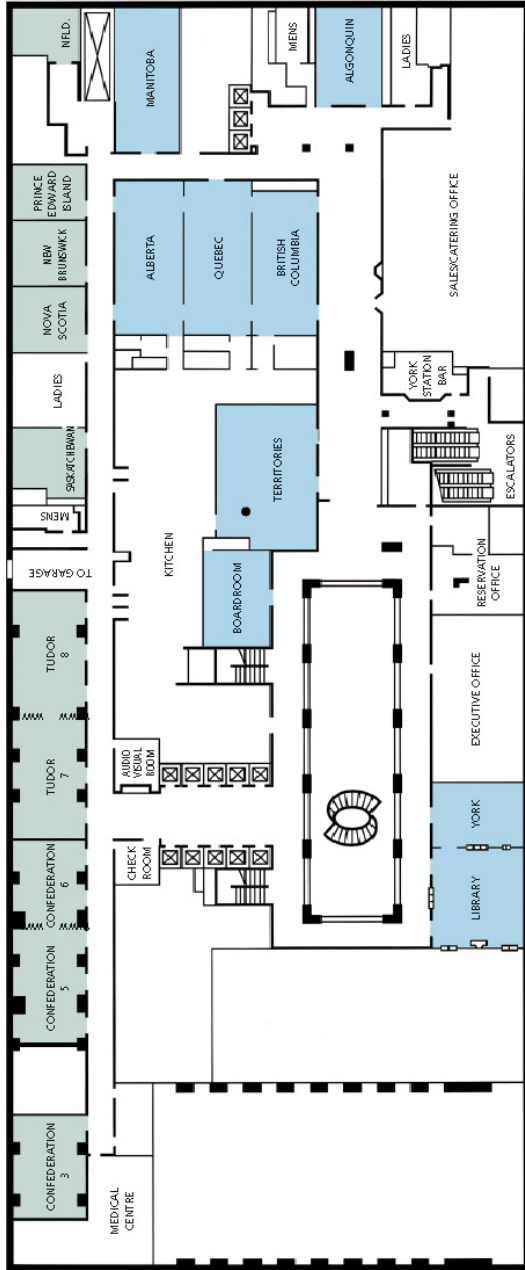 NFLD.
MANITOBA
MENS
ALGONQUIN
LADIES
PRINCE
EDWARD
ISLAND
NEW
BRUNSWICK
NOVA
SCOTIA
ALBERTA
QUEBEC
BRITISH
COLUMBIA
SALES/CATERING OFFICE
LADIES
YORK
STATION
BAR
SASKATCHEWAN
TERRITORIES
ESCALATORS
MENS
KITCHEN
TO GARAGE
BOARDROOM
RESERVATION
OFFICE
TUDOR
8
EXECUTIVE OFFICE
TUDOR
7
AUDIO
VISUAL
ROOM
YORK
CONFEDERATION
6
CHECK
ROOM
LIBRARY
CONFEDERATION
5
CONFEDERATION
3
MEDICAL
CENTRE